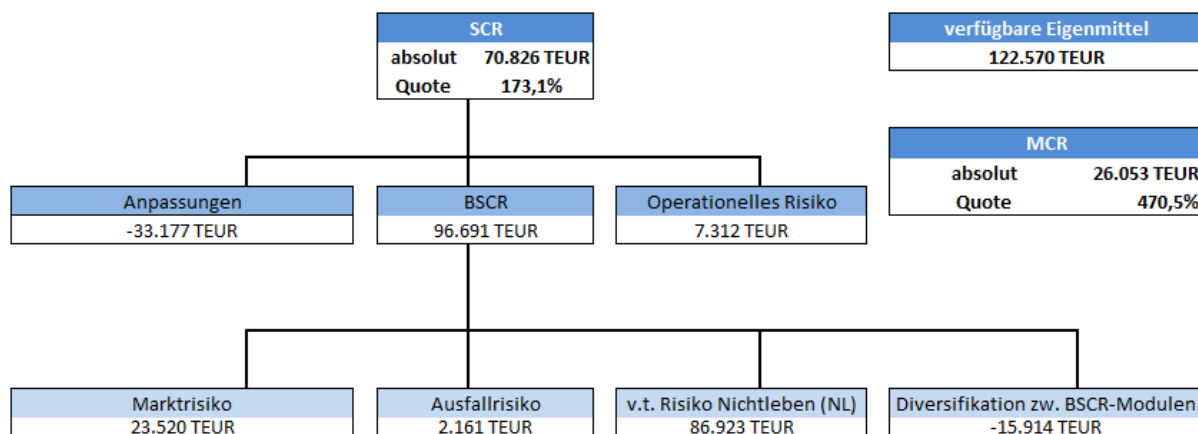 SCR
absolut 70.826 TEUR
Quote 173,1%
verfügbare Eigenmittel
122.570 TEUR
MCR
absolut 26.053 TEUR
Quote 470,5%
Anpassungen
-33.177 TEUR
BSCR
96.691 TEUR
Operationelles Risiko
7.312 TEUR
Marktrisiko
23.520 TEUR
Ausfallrisiko
2.161 TEUR
v.t. Risiko Nichtleben (NL)
86.923 TEUR
Diversifikation zw. BSCR-Modulen
-15.914 TEUR